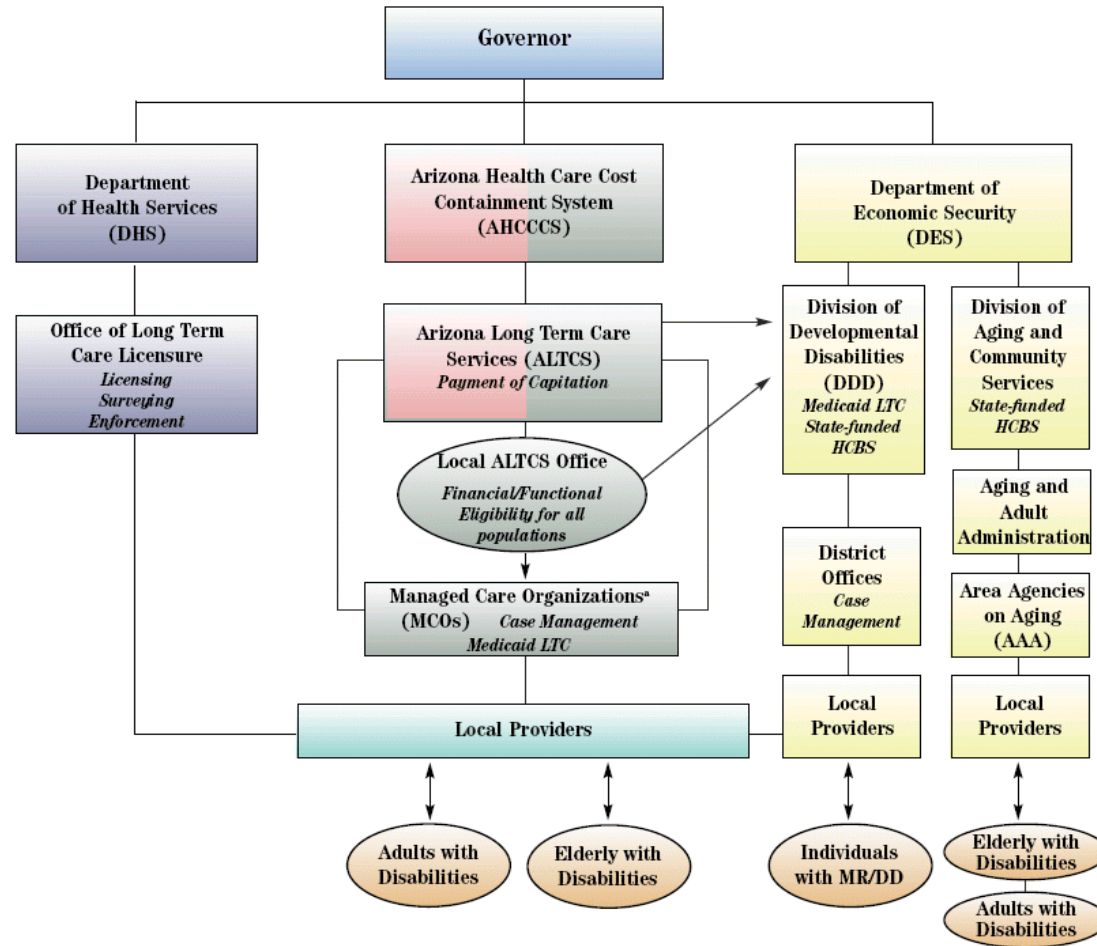 Governor
Department
of Health Services
(DHS)
Arizona Health Care Cost
Containment System
(AHCCCS)
Department of
Economic Security
(DES)
Office of Long Term
Care Licensure
Licensing
Surveying
Enforcement
Arizona Long Term Care
Services (ALTCS)
Payment of Capitation
Division of
Developmental
Disabilities
(DDD)
Medicaid LTC
State-funded
HCBS
Division of
Aging and
Community
Services
State-funded
HCBS
Local ALTCS Office
Financial/Functional
Eligibility for all
populations
Aging and
Adult
Administration
District
Offices
Case
Management
Managed Care Organizationsª
(MCOs) Case Management
Medicaid LTC
Area Agencies
on Aging
(AAA)
Local Providers
Local
Providers
Local
Providers
Adults with
Disabilities
Elderly with
Disabilities
Individuals
with MR/DD
Elderly with
Disabilities
Adults with
Disabilities